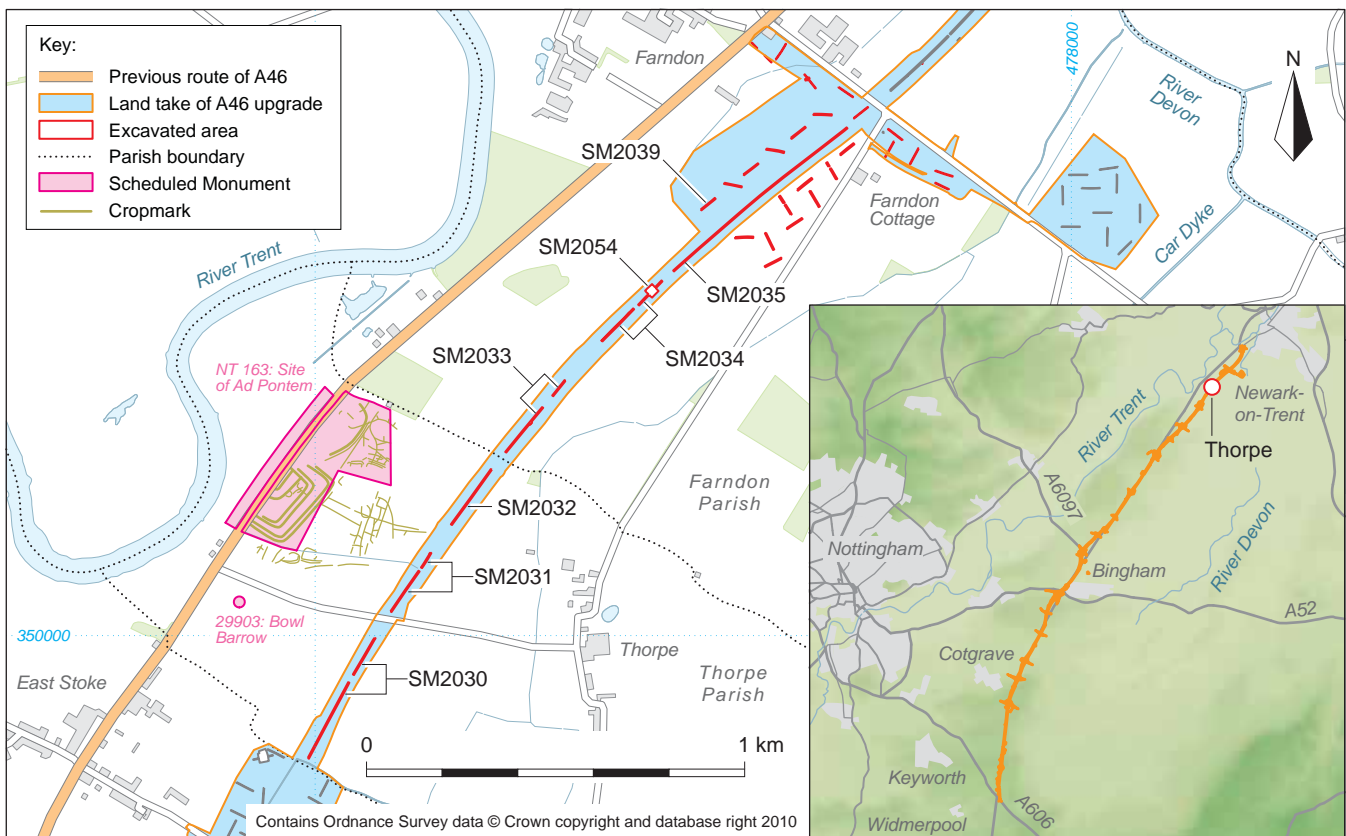 Key:
Previous route of A46
Land take of A46 upgrade
Excavated area
Parish boundary
Scheduled Monument
Cropmark
Farndon
478000
River
Devon
N
SM2039
River Trent
Farndon
Cottage
Car Dyke
SM2054
SM2035
SM2034
SM2033
NT 163: Site
of Ad Pontem
Farndon
Parish
SM2032
SM2031
29903: Bowl
Barrow
350000
Thorpe
Thorpe
Parish
SM2030
East Stoke
0
1 km
Contains Ordnance Survey data © Crown copyright and database right 2010
Newark-
on-Trent
River Trent
Thorpe
A6097
River Devon
Nottingham
Bingham
A52
Cotgrave
Keyworth
A606
Widmerpool